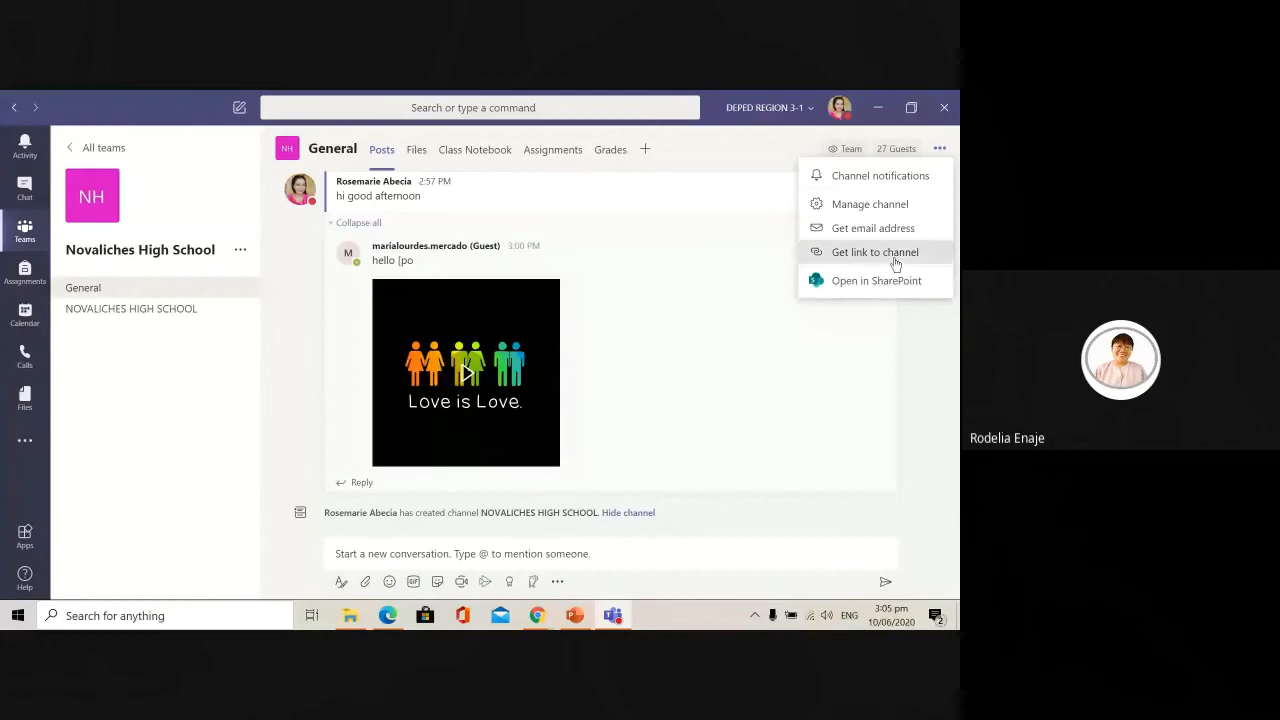 Search or type a command
DEPED REGION 3-1
Activity
Chat
Teams
Assignments
Calendar
Calls
Files
Apps
Help
All teams
NH
Novaliches High School
General
NOVALICHES HIGH SCHOOL
NH
General
Posts
Files
Class Notebook
Assignments
Grades
Team
27 Guests
Channel notifications
Manage channel
Get email address
Get link to channel
Open in SharePoint
Rosemarie Abecia 2:57 PM
hi good afternoon
Collapse all
M
marialourdes.mercado (Guest) 3:00 PM
hello [po
Love is Love.
Reply
Rosemarie Abecia has created channel NOVALICHES HIGH SCHOOL. Hide channel
Start a new conversation. Type @ to mention someone.
GIF
Search for anything
ENG
3:05 pm
10/06/2020
2
Rodelia Enaje